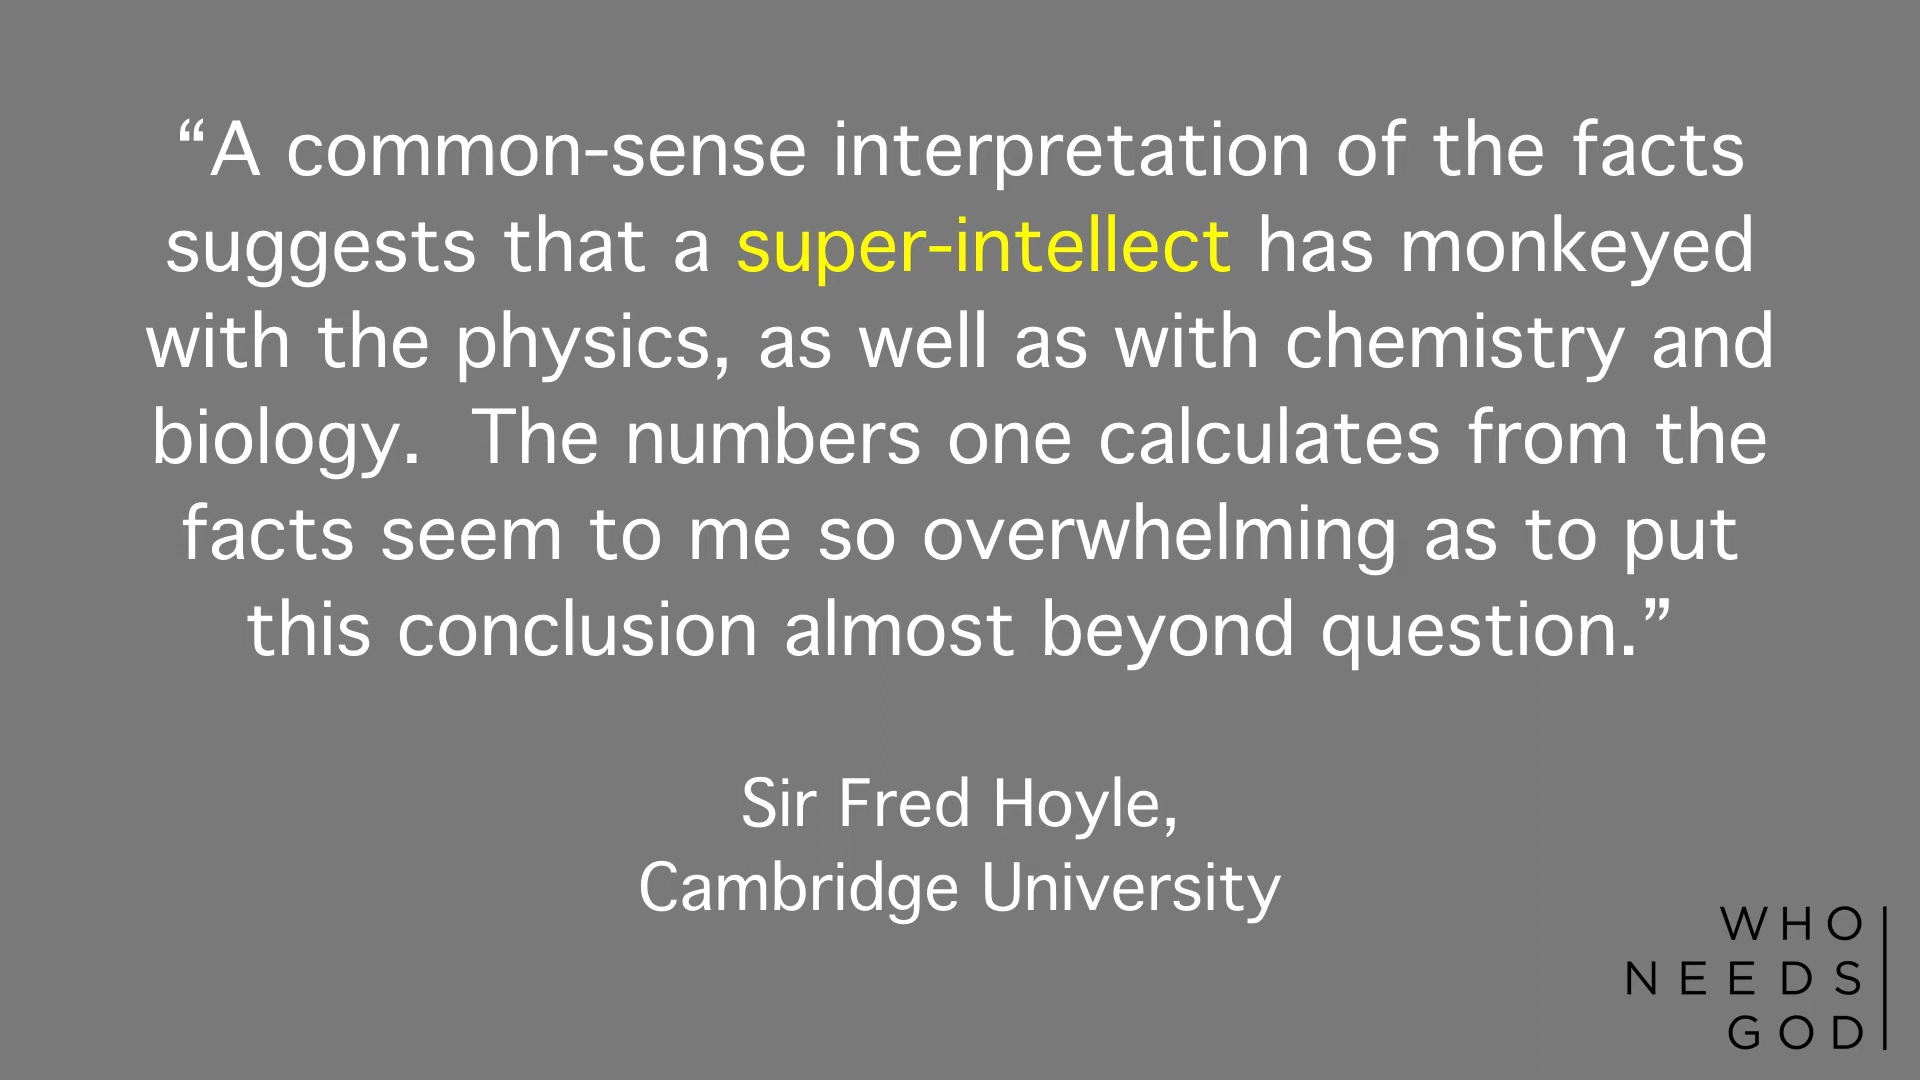 “A common-sense interpretation of the facts
suggests that a super-intellect has monkeyed
with the physics, as well as with chemistry and
biology.  The numbers one calculates from the
facts seem to me so overwhelming as to put
this conclusion almost beyond question.”
Sir Fred Hoyle,
Cambridge University
WHO
NEEDS
GOD